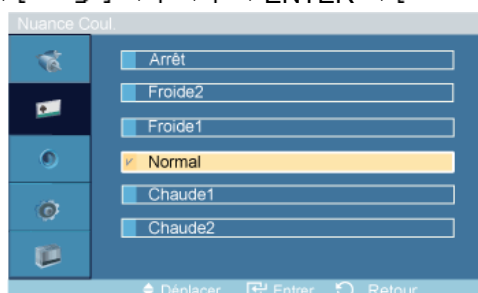 Nuance Coul.
Arrêt
Froide2
Froide1
Normal
Chaude1
Chaude2
Déplacer Entrer Retour